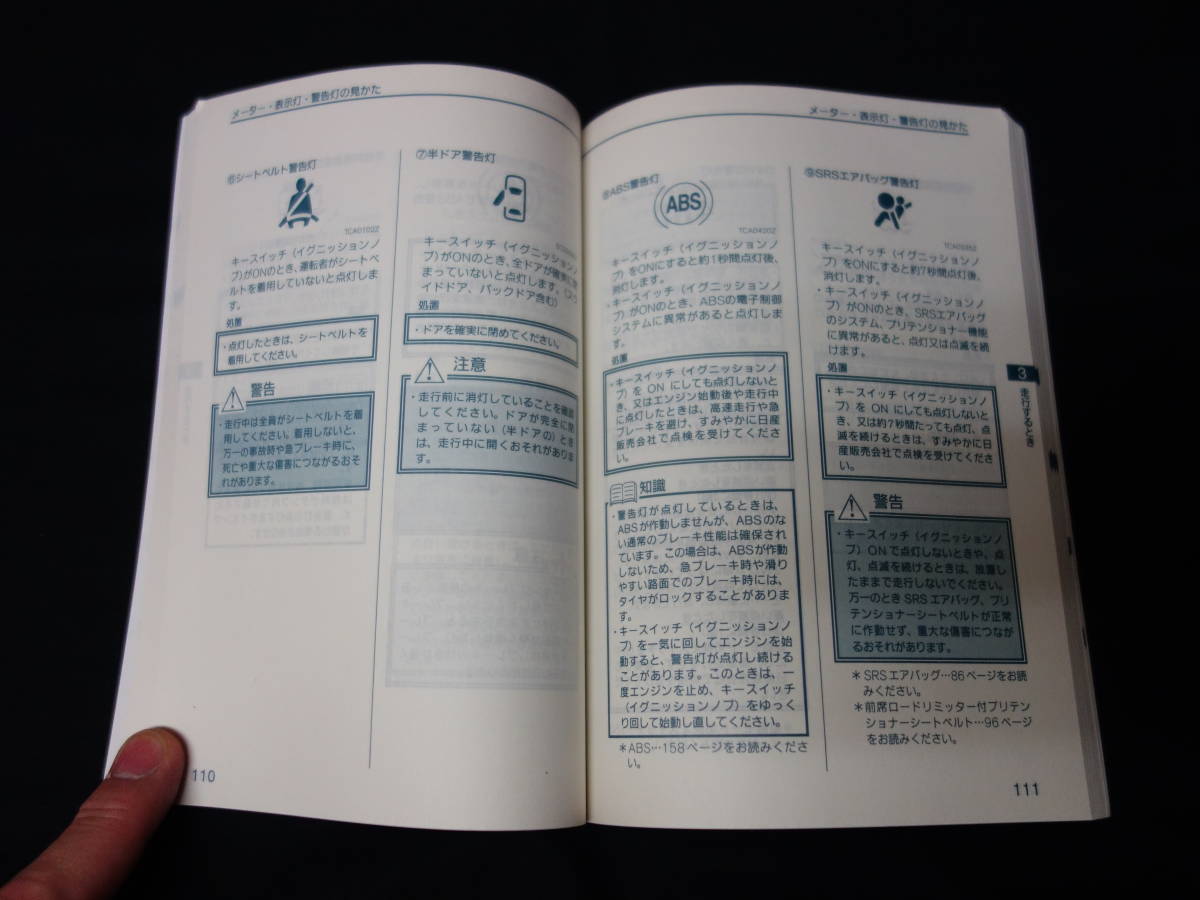 メーター・表示灯・警告灯の見かた
⑥シートベルト警告灯
TCA0102Z
キースイッチ（イグニッションノ
ブ)がONのとき、運転者がシートベ
ルトを着用していないと点灯しま
す。
処置
・点灯したときは、シートベルトを
着用してください。
警告
・走行中は全員がシートベルトを着
用してください。着用しないと、
万一の事故時や急ブレーキ時に、
死亡や重大な傷害につながるおそ
れがあります。
⑦半ドア警告灯
キースイッチ（イグニッションノ
ブ)がONのとき、全ドアが確実に閉
まっていないと点灯します。(スラ
イドドア、バックドア含む)
処置
・ドアを確実に閉めてください。
注意
・走行前に消灯していることを確認
してください。ドアが完全に閉
まっていない（半ドアの）とき
は、走行中に開くおそれがありま
す。
110
メーター・表示灯・警告灯の見かた
⑧ABS警告灯
ABS
TCA0420Z
キースイッチ（イグニッションノ
ブ）をONにすると約1秒間点灯後、
消灯します。
・キースイッチ（イグニッションノ
ブ）がONのとき、ABSの電子制御
システムに異常があると点灯しま
す。
処置
・キースイッチ（イグニッションノ
ブ）を ON にしても点灯しないと
き、又はエンジン始動後や走行中
に点灯したときは、高速走行や急
ブレーキを避け、すみやかに日産
販売会社で点検を受けてくださ
い。
知識
・警告灯が点灯しているときは、
ABSが作動しませんが、ABSのな
い通常のブレーキ性能は確保され
ています。この場合は、ABSが作動
しないため、急ブレーキ時や滑り
やすい路面でのブレーキ時には、
タイヤがロックすることがありま
す。
・キースイッチ（イグニッションノ
ブ）を一気に回してエンジンを始
動すると、警告灯が点灯し続ける
ことがあります。このときは、一
度エンジンを止め、キースイッチ
（イグニッションノブ）をゆっく
り回して始動し直してください。
＊ABS…158ページをお読みくださ
い。
⑨SRSエアバッグ警告灯
キースイッチ（イグニッションノ
ブ）をONにすると約7秒間点灯後、
消灯します。
・キースイッチ（イグニッションノ
ブ）がONのとき、SRSエアバッグ
のシステム、プリテンショナー機能
に異常があると、点灯又は点滅を続
けます。
処置
・キースイッチ（イグニッションノ
ブ）を ON にしても点灯しないと
き、又は約7秒間たっても点灯、点
滅を続けるときは、すみやかに日
産販売会社で点検を受けてくださ
い。
警告
・キースイッチ（イグニッションノ
ブ）ONで点灯しないときや、点
灯、点滅を続けるときは、放置し
たままで走行しないでください。
万一のとき SRS エアバッグ、プリ
テンショナーシートベルトが正常
に作動せず、重大な傷害につなが
るおそれがあります。
＊SRSエアバッグ…86ページをお読
みください。
＊前席ロードリミッター付プリテン
ショナーシートベルト…96ページ
をお読みください。
3
走行するとき
111